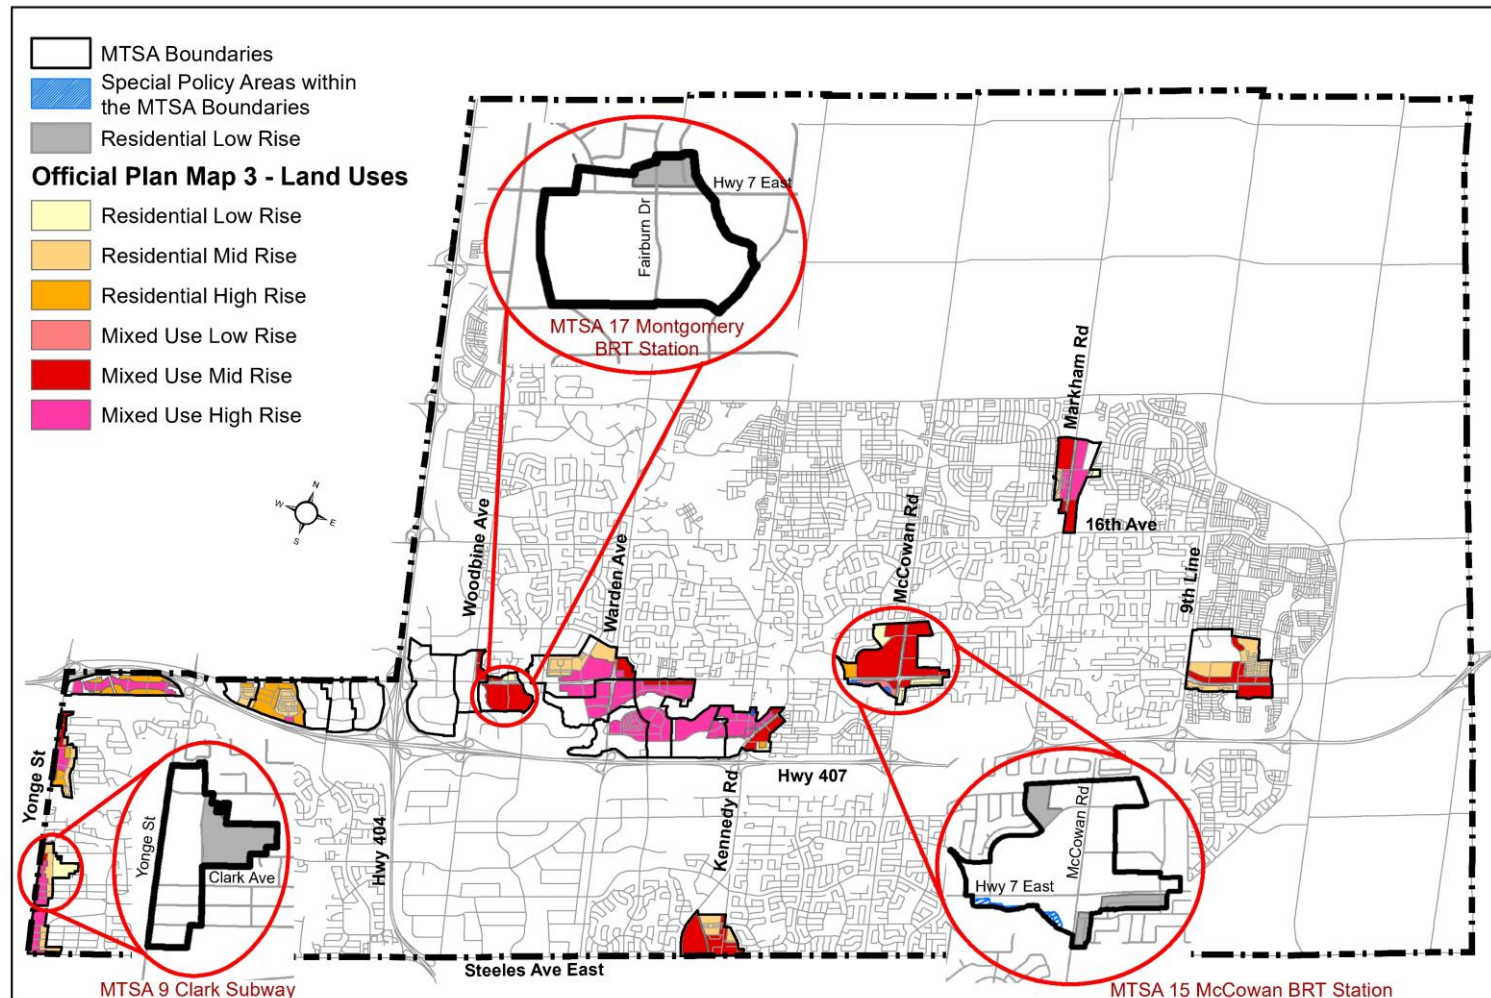 MTSA Boundaries
Special Policy Areas within
the MTSA Boundaries
Residential Low Rise
Official Plan Map 3 - Land Uses
Residential Low Rise
Residential Mid Rise
Residential High Rise
Mixed Use Low Rise
Mixed Use Mid Rise
Mixed Use High Rise
N
W
E
S
Hwy 7 East
Fairburn Dr
MTSA 17 Montgomery
BRT Station
Woodbine Ave
Warden Ave
McCowan Rd
Markham Rd
16th Ave
9th Line
Yonge St
Hwy 404
Hwy 407
Kennedy Rd
Steeles Ave East
Yonge St
Clark Ave
MTSA 9 Clark Subway
McCowan Rd
Hwy 7 East
MTSA 15 McCowan BRT Station